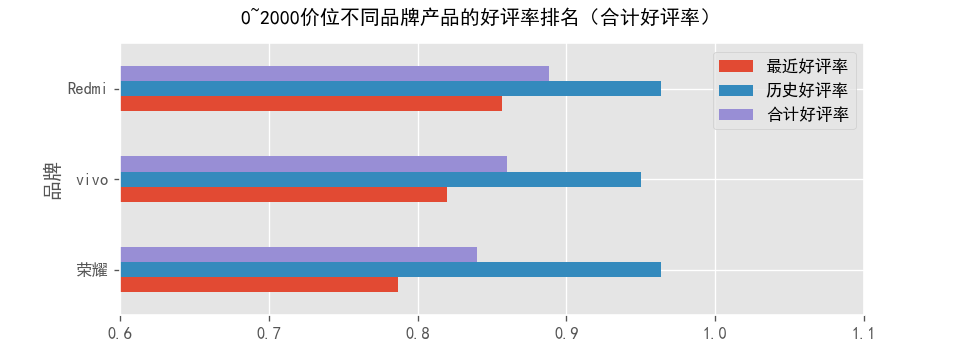 0~2000价位不同品牌产品的好评率排名（合计好评率）
最近好评率
历史好评率
合计好评率
品牌
Redmi
vivo
荣耀
0.6 0.7 0.8 0.9 1.0 1.1